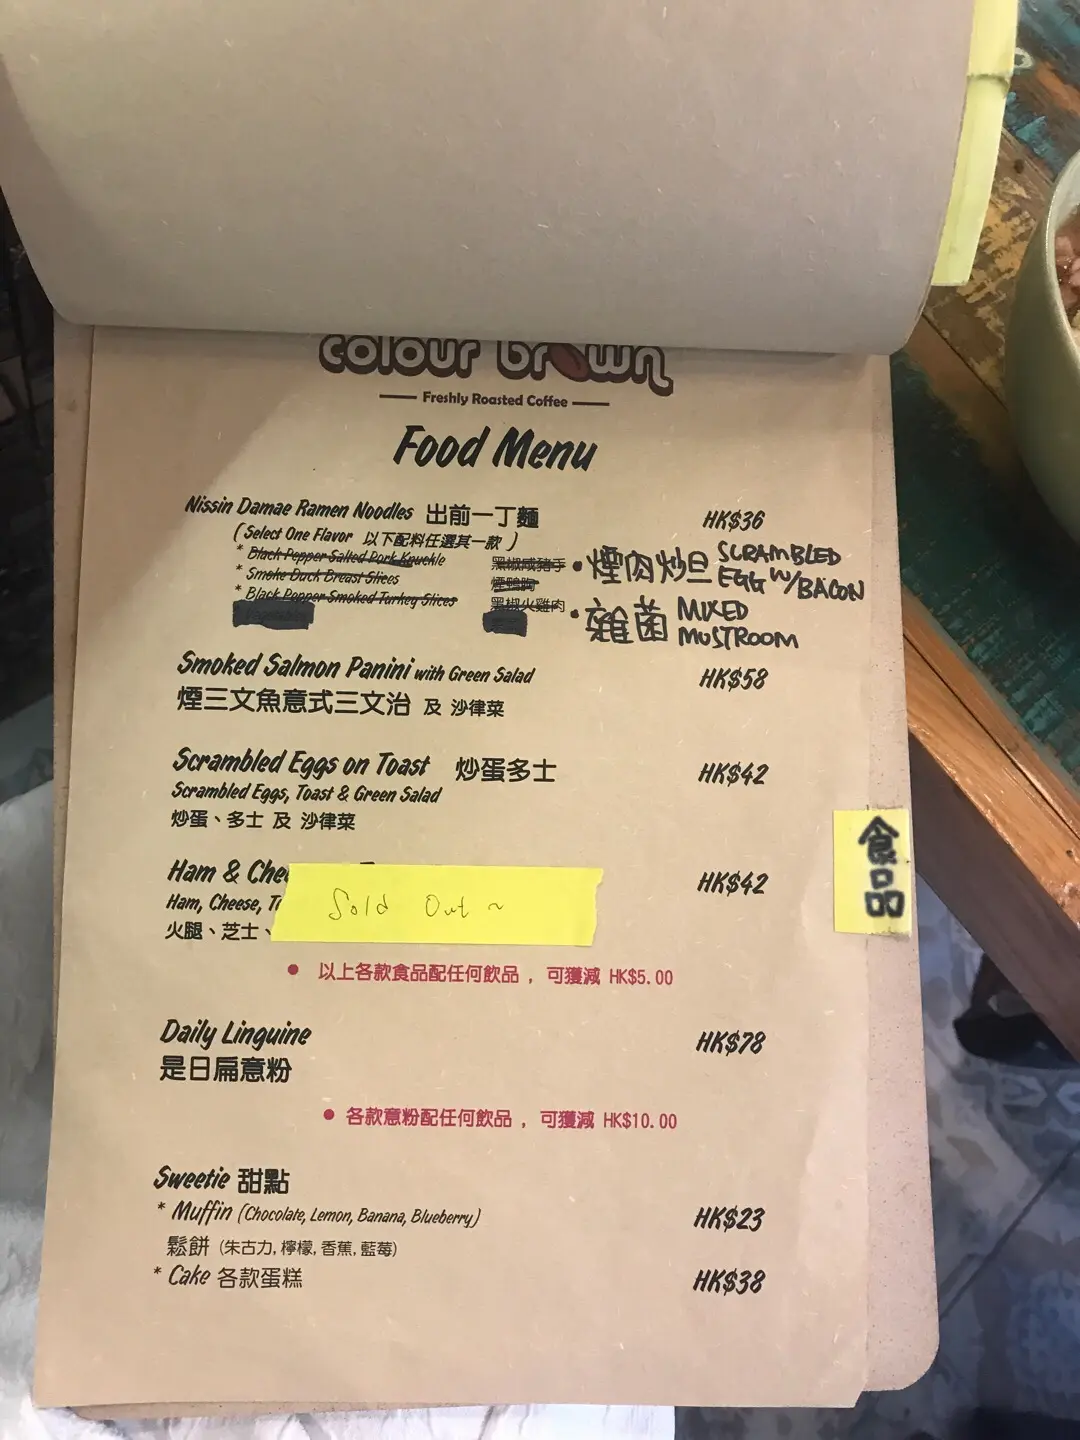 colour brown
Freshly Roasted Coffee
Food Menu
Nissin Damae Ramen Noodles 出前一丁麵 HK$36
( Select One Flavor 以下配料任選其一款 )
* Black Pepper Salted Pork Knuckle 黑椒咸豬手
* Smoke Duck Breast Slices 煙鴨胸
* Black Pepper Smoked Turkey Slices 黑椒火雞肉
• 煙肉炒旦 SCRAMBLED EGG W/BACON
• 雜菌 MIXED MUSTROOM
Smoked Salmon Panini with Green Salad HK$58
煙三文魚意式三文治 及 沙律菜
Scrambled Eggs on Toast 炒蛋多士 HK$42
Scrambled Eggs, Toast & Green Salad
炒蛋、多士 及 沙律菜
Ham & Che HK$42
Ham, Cheese, T
火腿、芝士、
Sold Out ~
食品
• 以上各款食品配任何飲品 , 可獲減 HK$5.00
Daily Linguine HK$78
是日扁意粉
• 各款意粉配任何飲品 , 可獲減 HK$10.00
Sweetie 甜點
* Muffin (Chocolate, Lemon, Banana, Blueberry) HK$23
鬆餅 (朱古力, 檸檬, 香蕉, 藍莓)
* Cake 各款蛋糕 HK$38